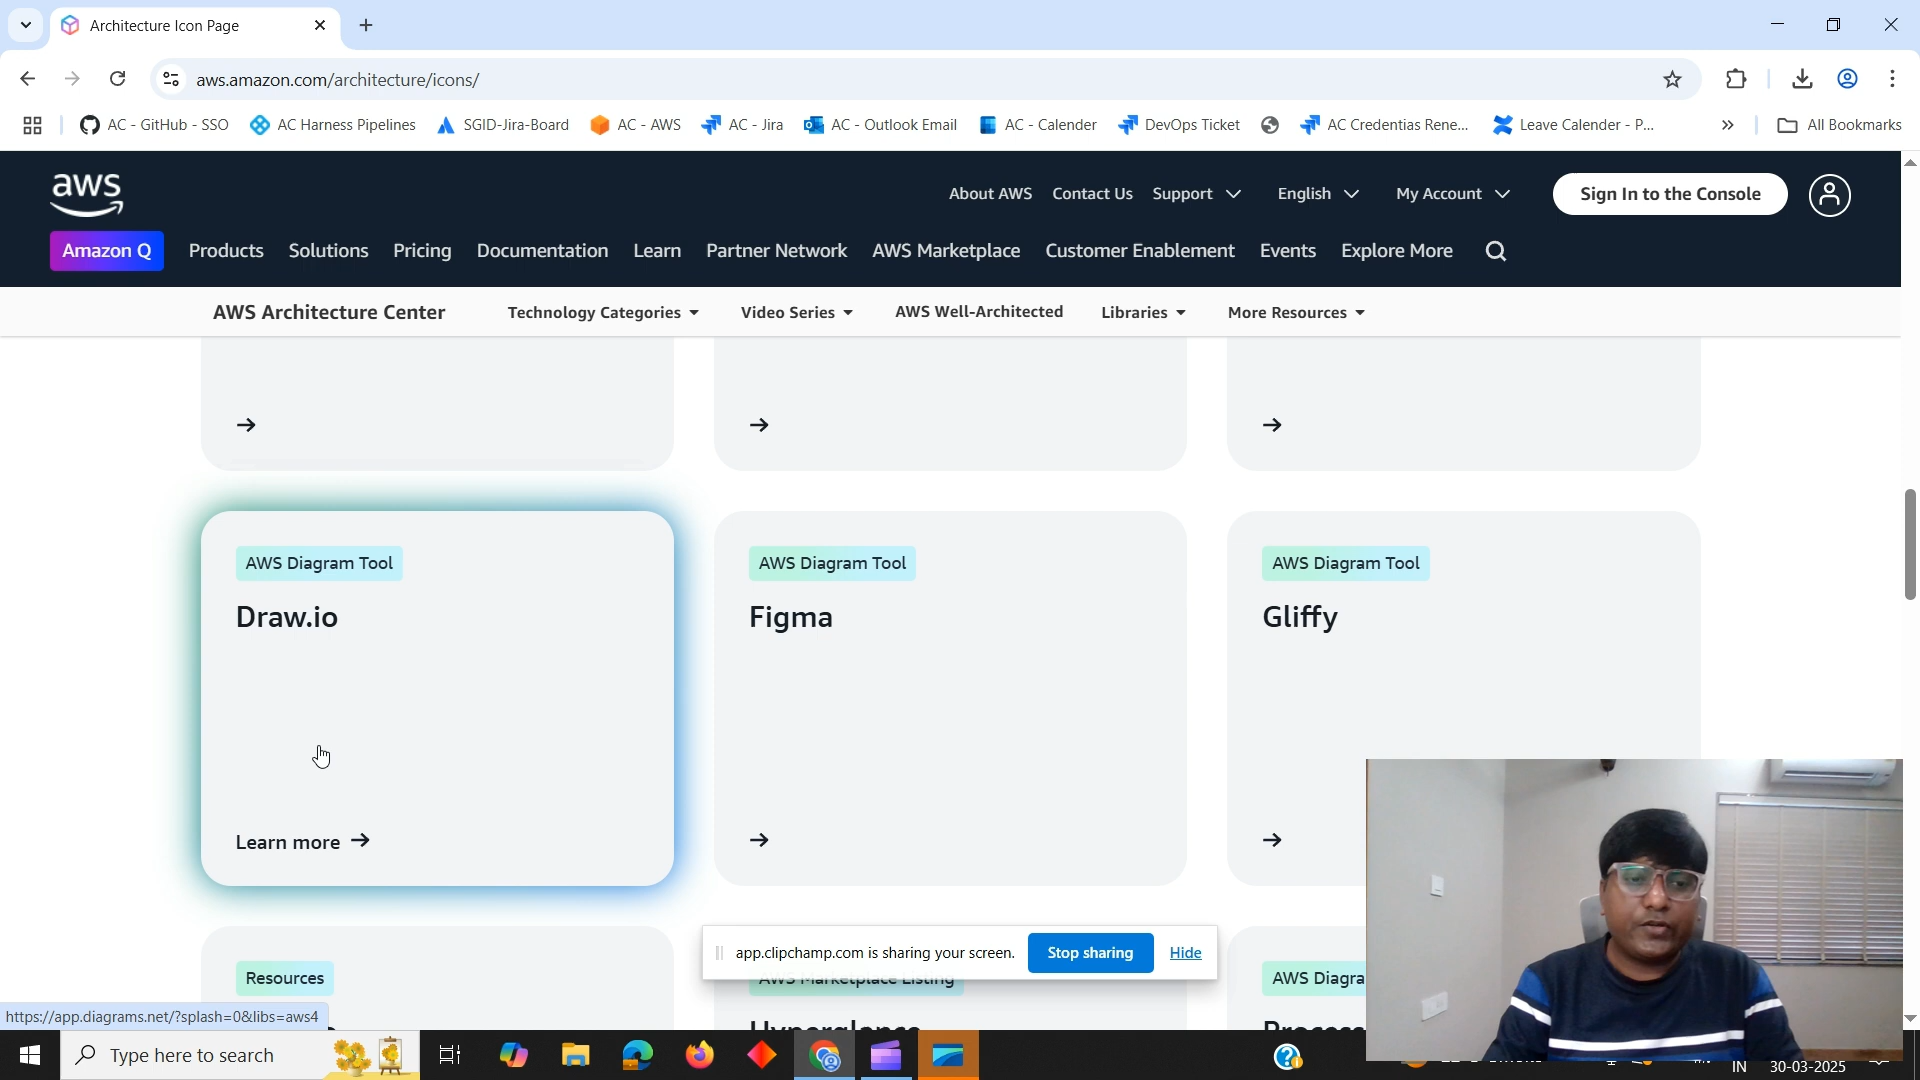 Architecture Icon Page
aws.amazon.com/architecture/icons/
AC - GitHub - SSO
AC Harness Pipelines
SGID-Jira-Board
AC - AWS
AC - Jira
AC - Outlook Email
AC - Calender
DevOps Ticket
AC Credentias Rene...
Leave Calender - P...
All Bookmarks
aws
About AWS
Contact Us
Support
English
My Account
Sign In to the Console
Amazon Q
Products
Solutions
Pricing
Documentation
Learn
Partner Network
AWS Marketplace
Customer Enablement
Events
Explore More
AWS Architecture Center
Technology Categories
Video Series
AWS Well-Architected
Libraries
More Resources
AWS Diagram Tool
Draw.io
Learn more
AWS Diagram Tool
Figma
AWS Diagram Tool
Gliffy
app.clipchamp.com is sharing your screen.
Stop sharing
Hide
Resources
AWS Marketplace Listing
Hyperglance
AWS Diagra
https://app.diagrams.net/?splash=0&libs=aws4
Type here to search
IN
30-03-2025